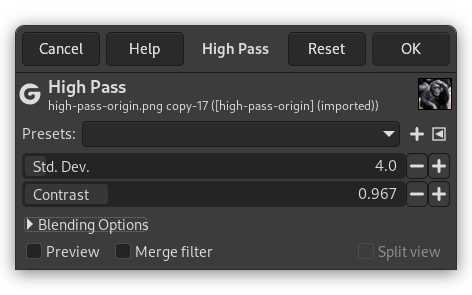 Cancel Help High Pass Reset OK
High Pass
high-pass-origin.png copy-17 ([high-pass-origin] (imported))
Presets:
Std. Dev. 4.0
Contrast 0.967
Blending Options
Preview Merge filter Split view